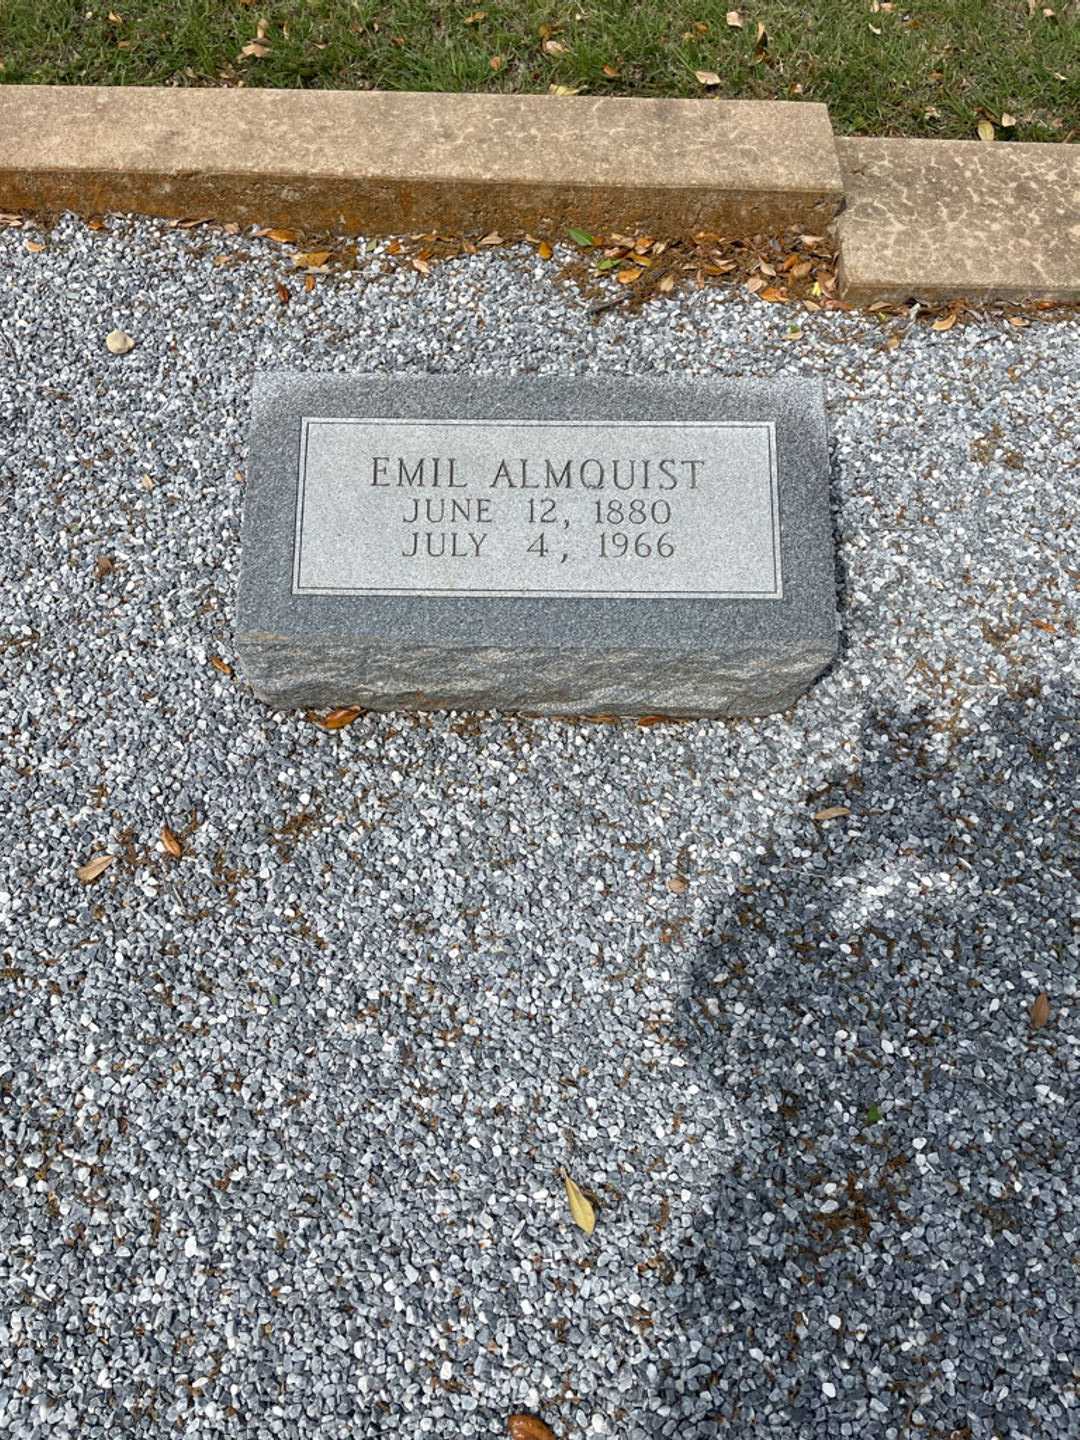 EMIL ALMQUIST
JUNE 12, 1880
JULY 4, 1966